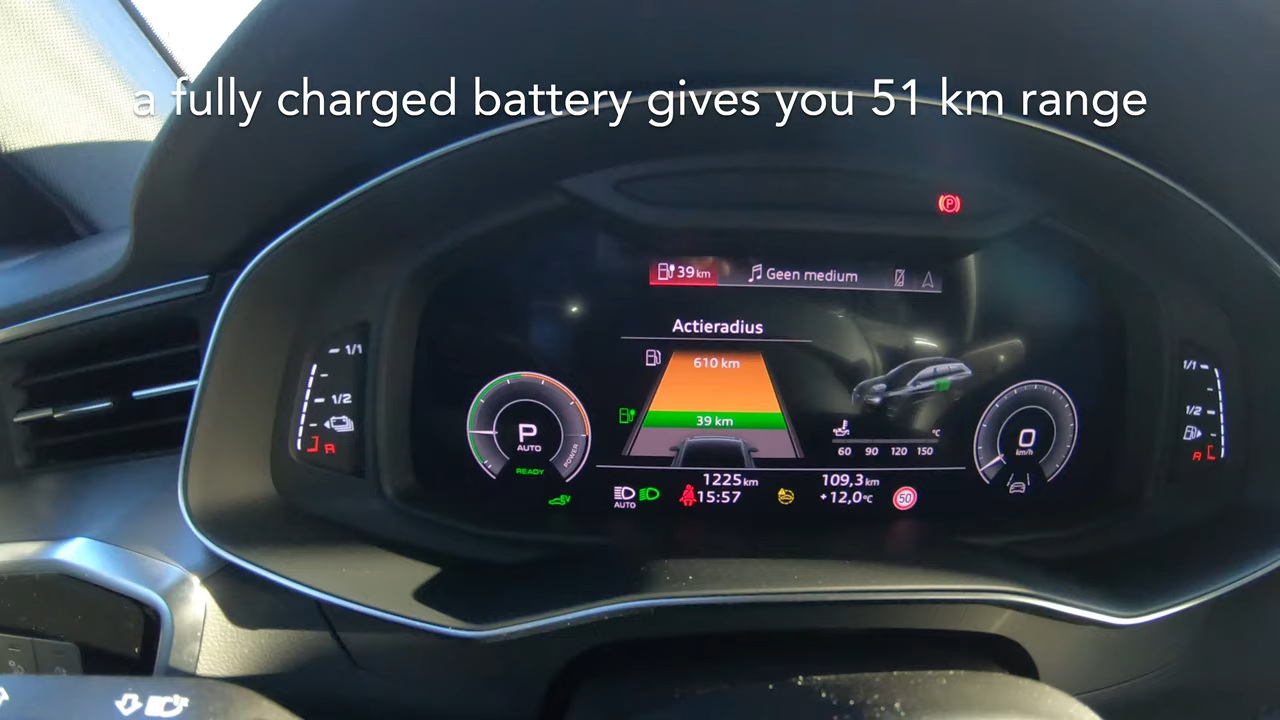 a fully charged battery gives you 51 km range
P
39 km
Geen medium
Actieradius
1/1
1/2
R
610 km
39 km
P
AUTO
READY
POWER
°C
60 90 120 150
0
km/h
1/1
1/2
R
EV
AUTO
1225 km
15:57
109,3 km
+12,0 °C
50